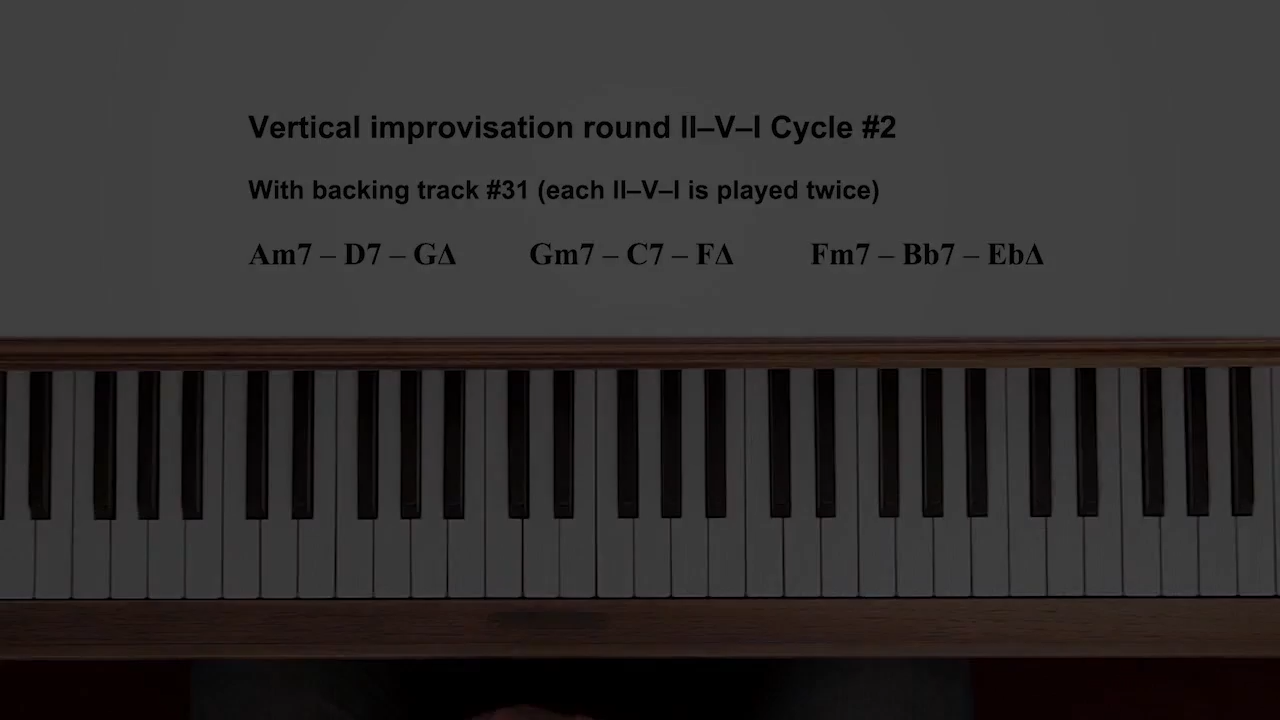 Vertical improvisation round II–V–I Cycle #2
With backing track #31 (each II–V–I is played twice)
Am7 – D7 – GΔ Gm7 – C7 – FΔ Fm7 – Bb7 – EbΔ